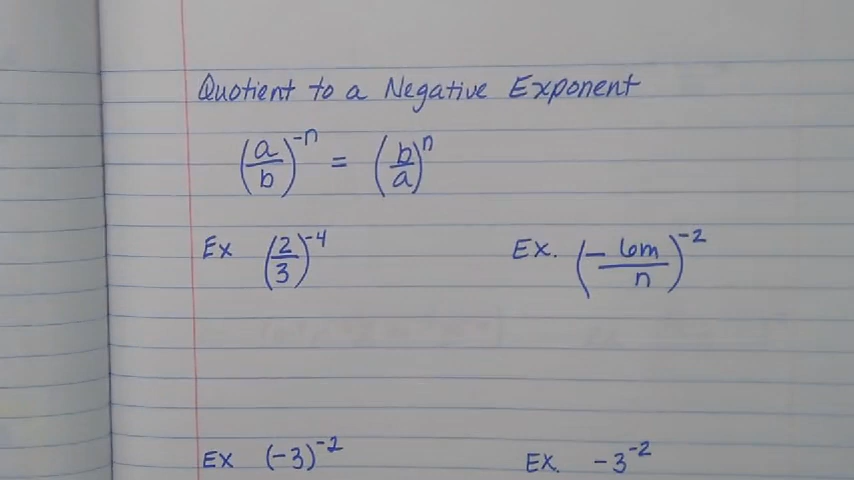 Quotient to a Negative Exponent
(a/b)^-n = (b/a)^n
Ex (2/3)^-4 Ex. (- 6m/n)^-2
Ex (-3)^-2 Ex. -3^-2